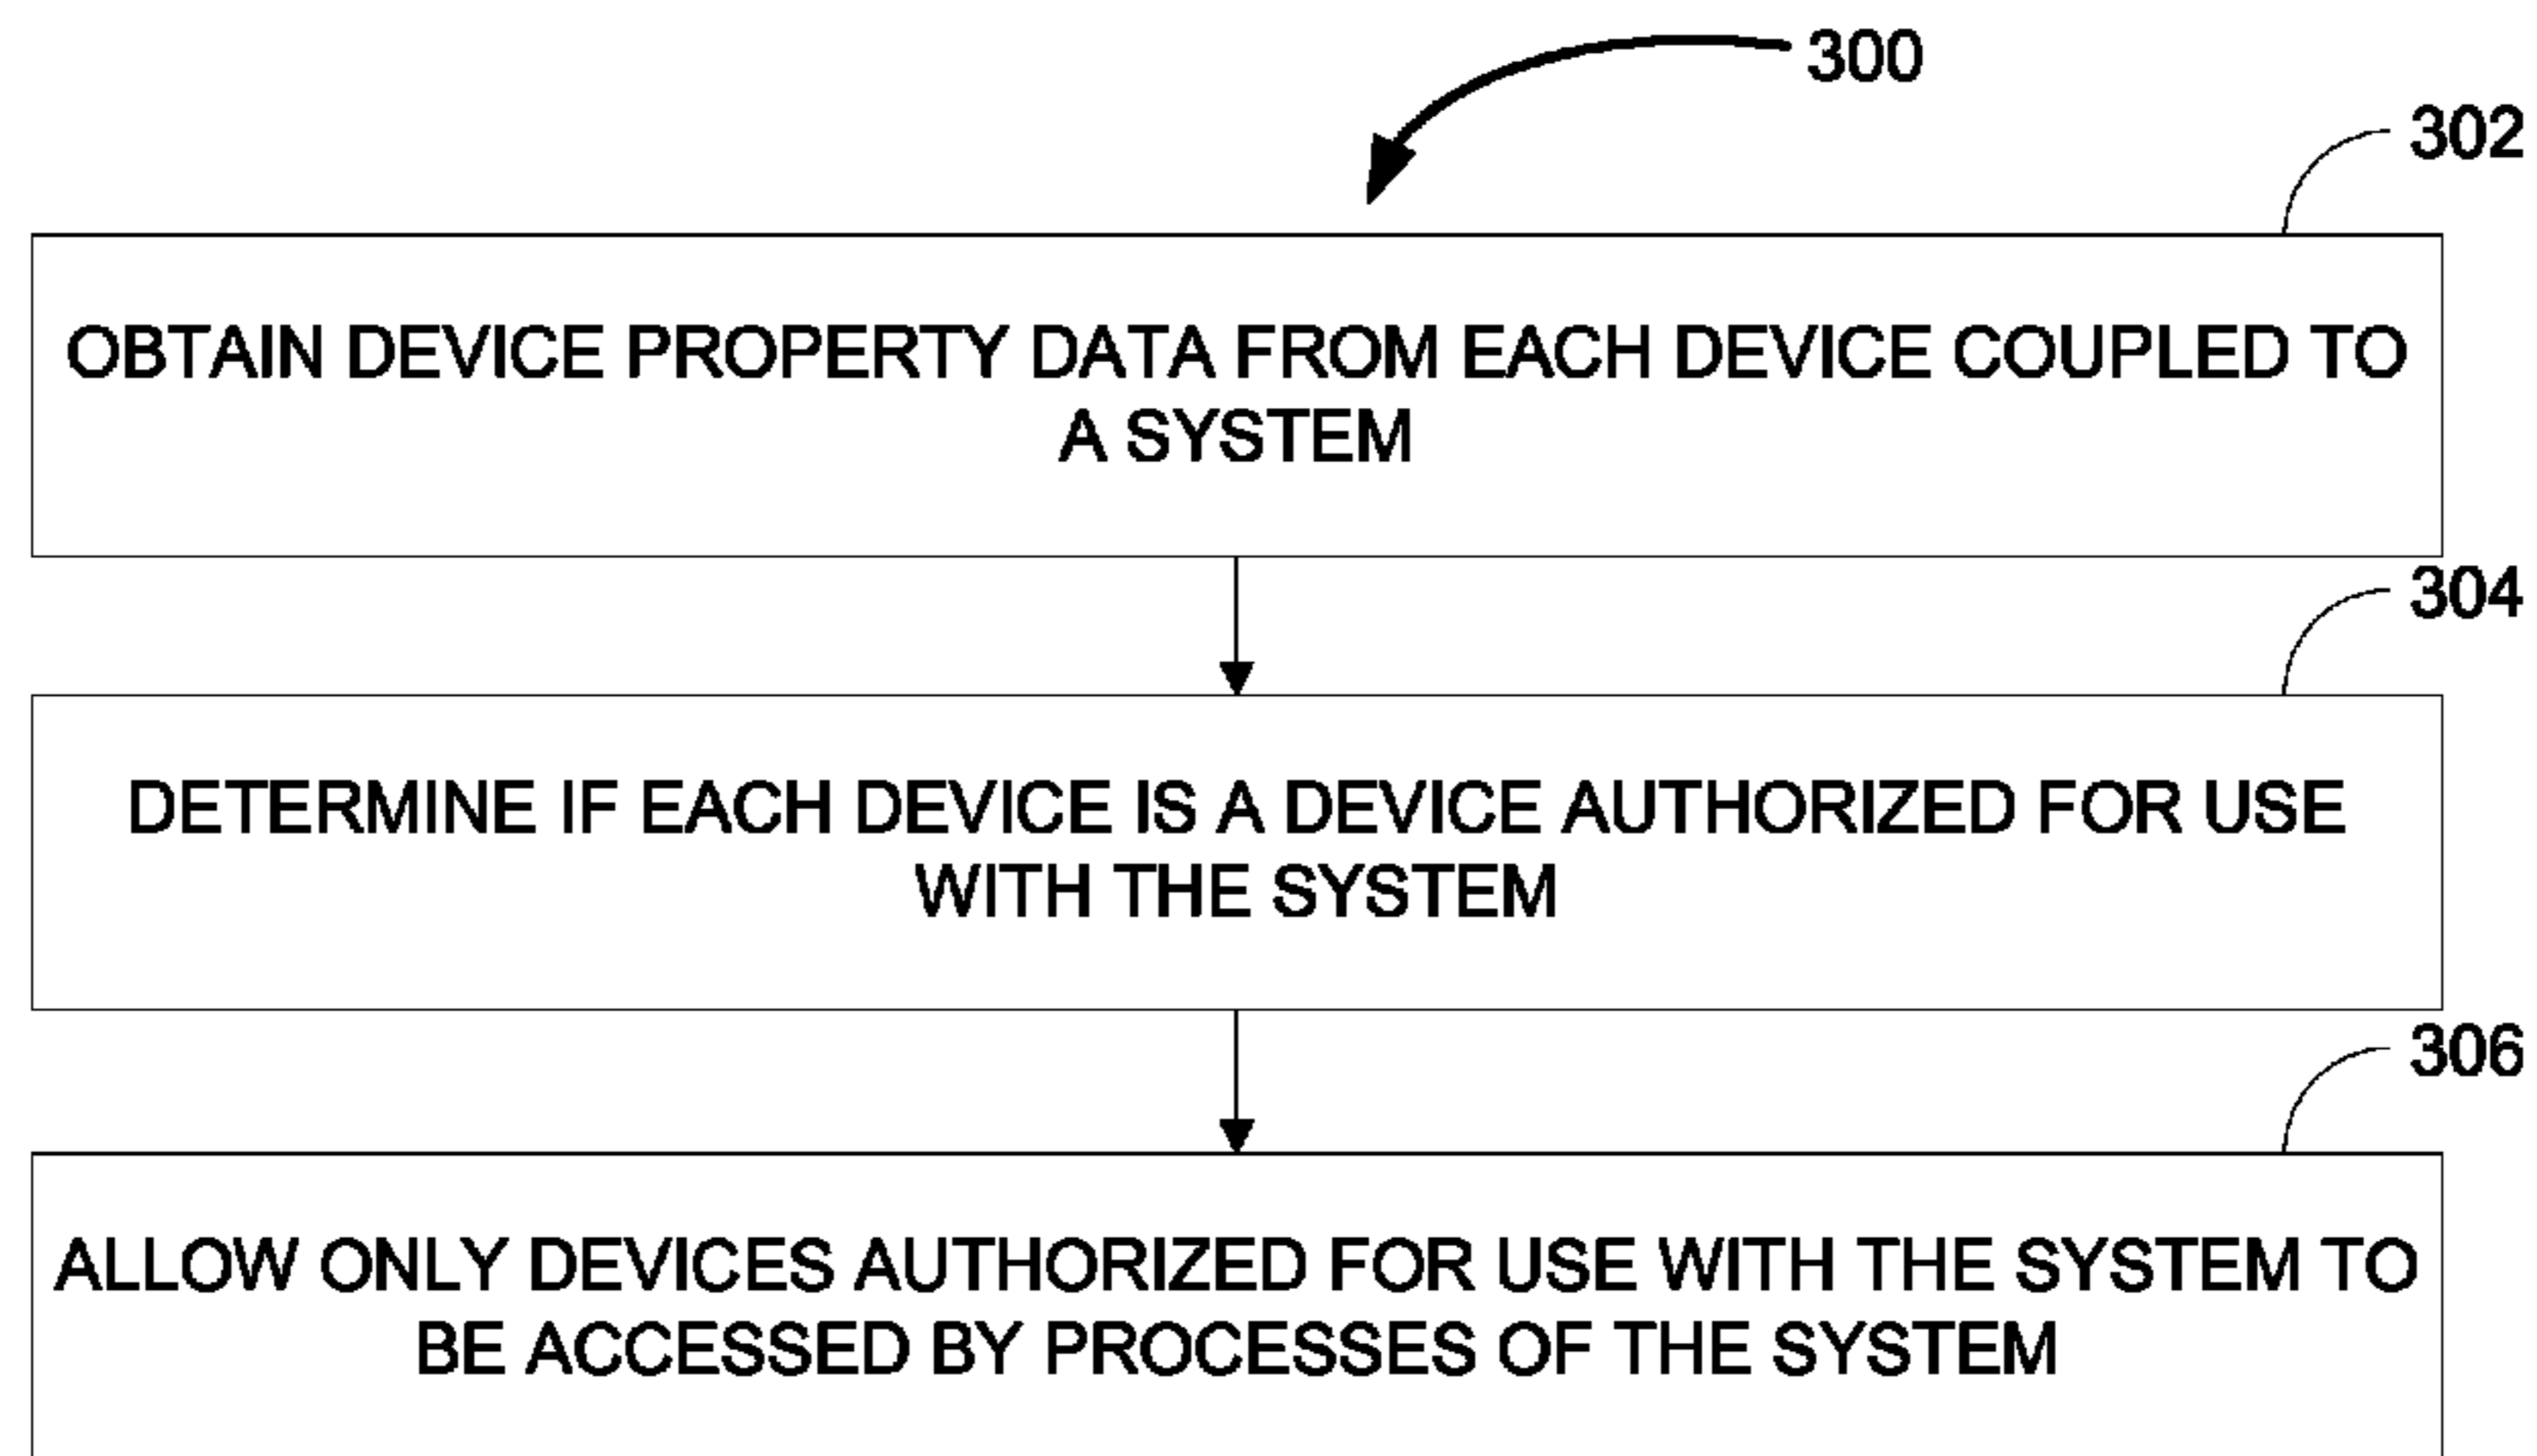 300
302
OBTAIN DEVICE PROPERTY DATA FROM EACH DEVICE COUPLED TO
A SYSTEM
304
DETERMINE IF EACH DEVICE IS A DEVICE AUTHORIZED FOR USE
WITH THE SYSTEM
306
ALLOW ONLY DEVICES AUTHORIZED FOR USE WITH THE SYSTEM TO
BE ACCESSED BY PROCESSES OF THE SYSTEM